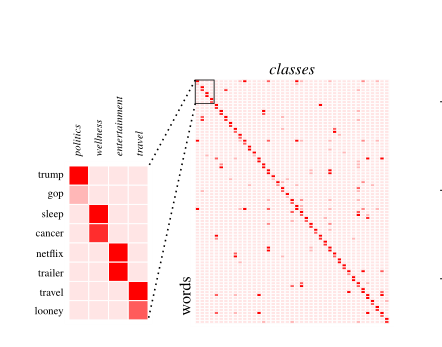 classes
politics
wellness
entertainment
travel
trump
gop
sleep
cancer
netflix
trailer
travel
looney
words